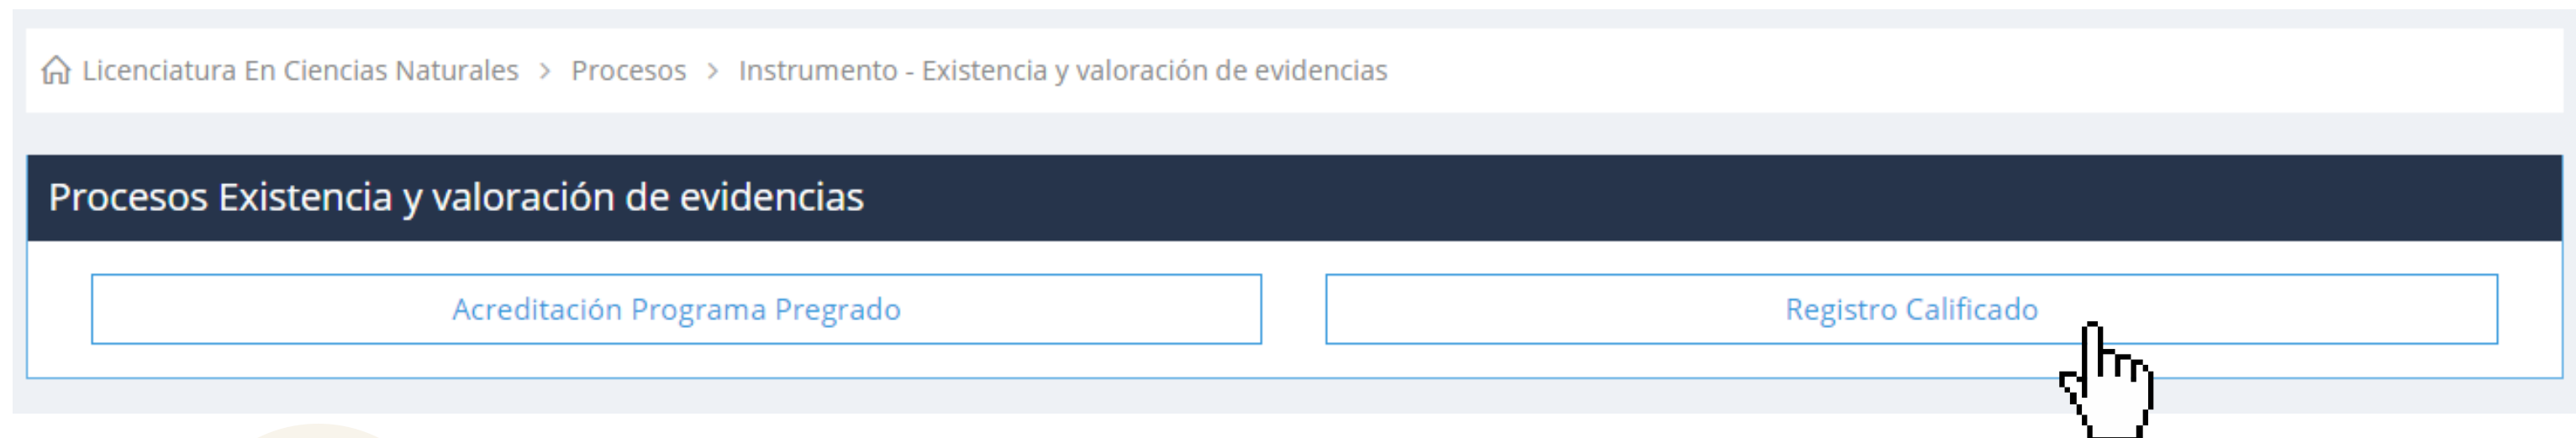 Licenciatura En Ciencias Naturales > Procesos > Instrumento - Existencia y valoración de evidencias
Procesos Existencia y valoración de evidencias
Acreditación Programa Pregrado
Registro Calificado